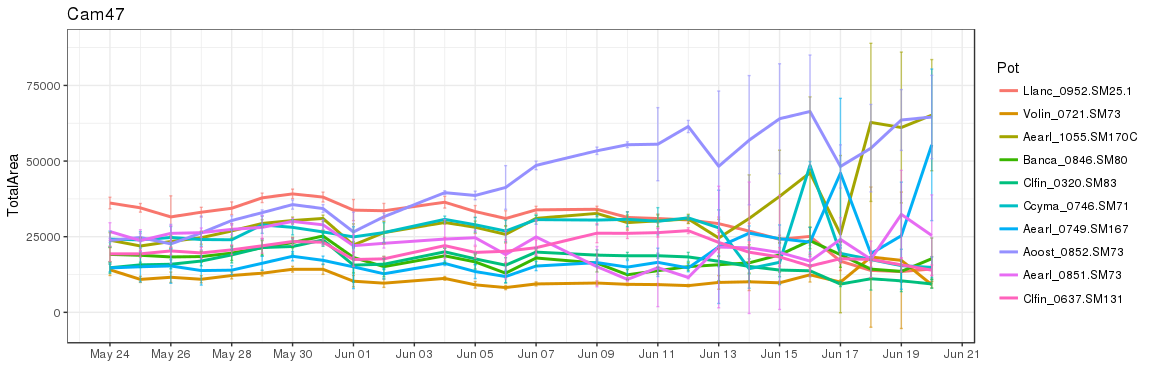 Cam47
TotalArea
75000
50000
25000
0
May 24
May 26
May 28
May 30
Jun 01
Jun 03
Jun 05
Jun 07
Jun 09
Jun 11
Jun 13
Jun 15
Jun 17
Jun 19
Jun 21
Pot
Llanc_0952.SM25.1
Volin_0721.SM73
Aearl_1055.SM170C
Banca_0846.SM80
Clfin_0320.SM83
Ccyma_0746.SM71
Aearl_0749.SM167
Aoost_0852.SM73
Aearl_0851.SM73
Clfin_0637.SM131